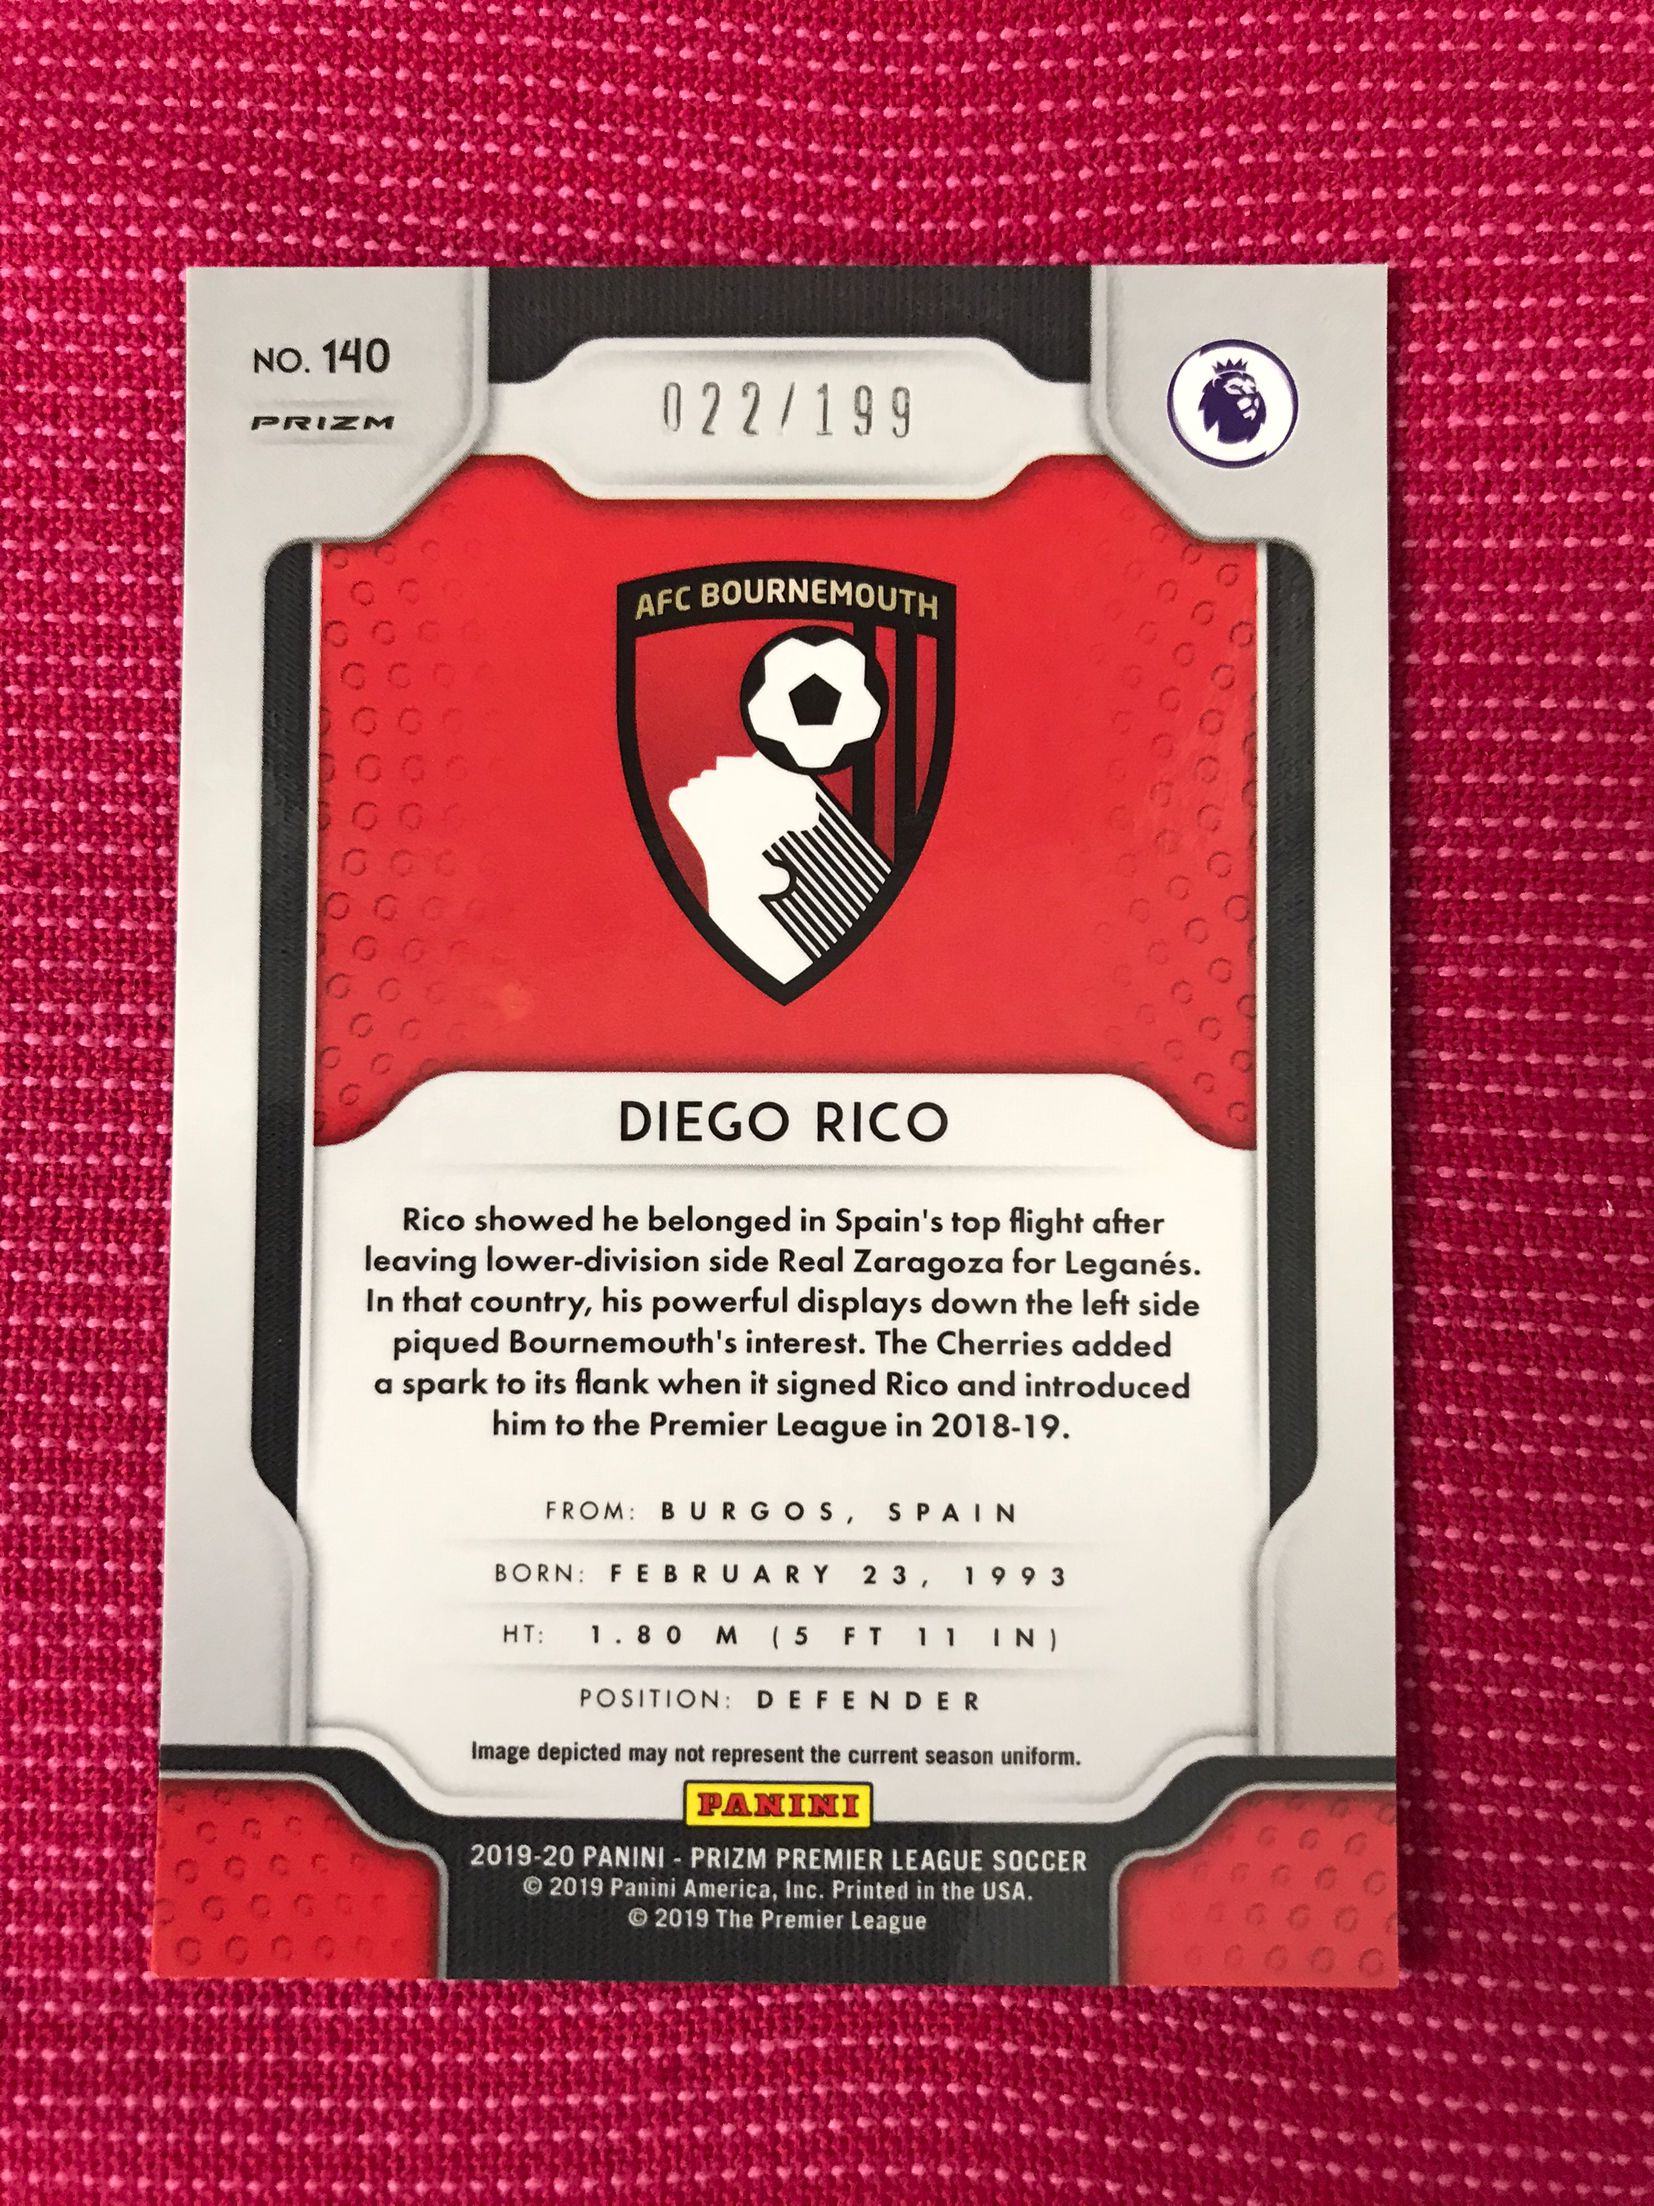 NO. 140
PRIZM
022/199
AFC BOURNEMOUTH
DIEGO RICO
Rico showed he belonged in Spain's top flight after
leaving lower-division side Real Zaragoza for Leganés.
In that country, his powerful displays down the left side
piqued Bournemouth's interest. The Cherries added
a spark to its flank when it signed Rico and introduced
him to the Premier League in 2018-19.
FROM: BURGOS, SPAIN
BORN: FEBRUARY 23, 1993
HT: 1.80 M (5 FT 11 IN)
POSITION: DEFENDER
Image depicted may not represent the current season uniform.
PANINI
2019-20 PANINI - PRIZM PREMIER LEAGUE SOCCER
© 2019 Panini America, Inc. Printed in the USA.
© 2019 The Premier League